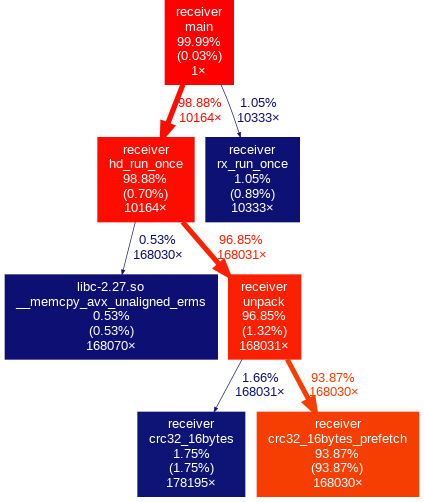 receiver
main
99.99%
(0.03%)
1×
98.88%
10164×
1.05%
10333×
receiver
hd_run_once
98.88%
(0.70%)
10164×
receiver
rx_run_once
1.05%
(0.89%)
10333×
0.53%
168030×
96.85%
168031×
libc-2.27.so
__memcpy_avx_unaligned_erms
0.53%
(0.53%)
168070×
receiver
unpack
96.85%
(1.32%)
168031×
1.66%
168031×
93.87%
168030×
receiver
crc32_16bytes
1.75%
(1.75%)
178195×
receiver
crc32_16bytes_prefetch
93.87%
(93.87%)
168030×